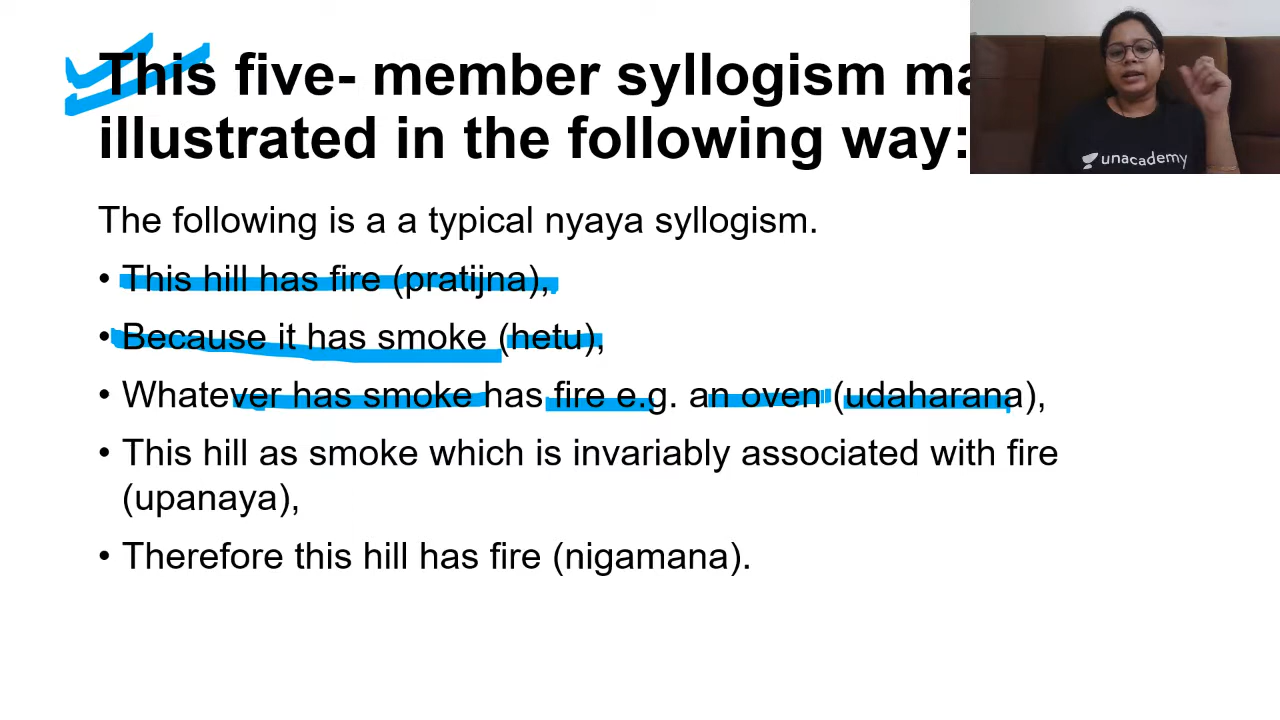 This five- member syllogism
illustrated in the following way:
unacademy
The following is a a typical nyaya syllogism.
• This hill has fire (pratijna),
• Because it has smoke (hetu),
• Whatever has smoke has fire e.g. an oven (udaharana),
• This hill as smoke which is invariably associated with fire
(upanaya),
• Therefore this hill has fire (nigamana).